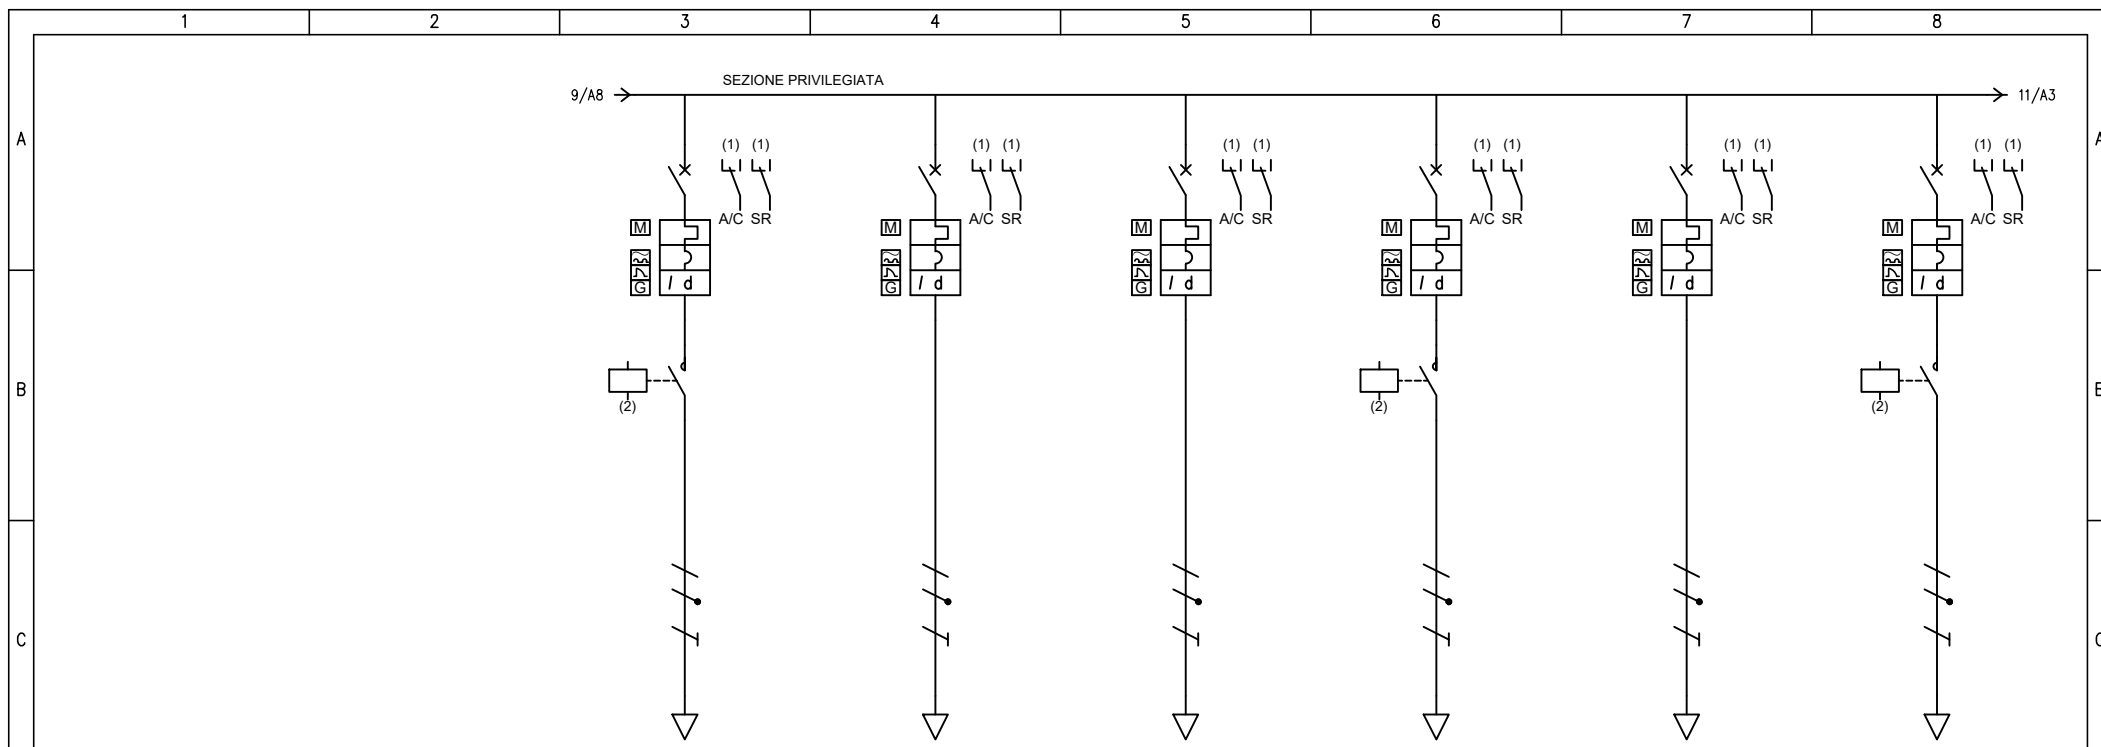 1 2 3 4 5 6 7 8
SEZIONE PRIVILEGIATA
9/A8 11/A3
A A
(1) (1) (1) (1) (1) (1) (1) (1) (1) (1) (1) (1)
A/C SR A/C SR A/C SR A/C SR A/C SR A/C SR
M M M M M M
G I d G I d G I d G I d G I d G I d
B B
(2) (2) (2)
C C